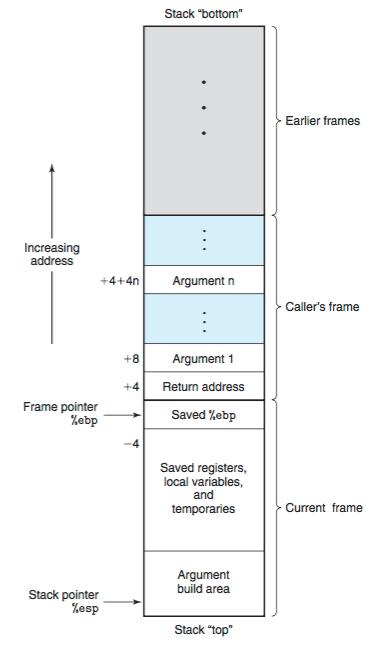 Stack “bottom”
Earlier frames
Increasing
address
+4+4n
Argument n
Caller’s frame
+8
Argument 1
+4
Return address
Frame pointer
%ebp
Saved %ebp
−4
Saved registers,
local variables,
and
temporaries
Current frame
Argument
build area
Stack pointer
%esp
Stack “top”